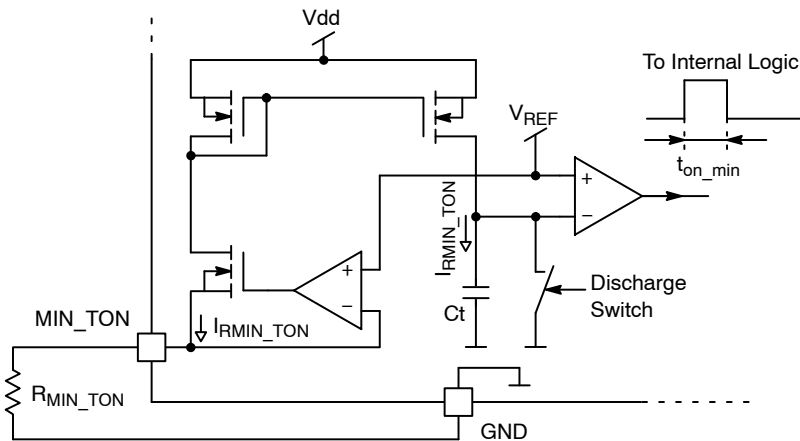 Vdd
To Internal Logic
V_REF
t_on_min
+
−
I_RMIN_TON
+
−
Discharge
Switch
Ct
MIN_TON
I_RMIN_TON
R_MIN_TON
GND